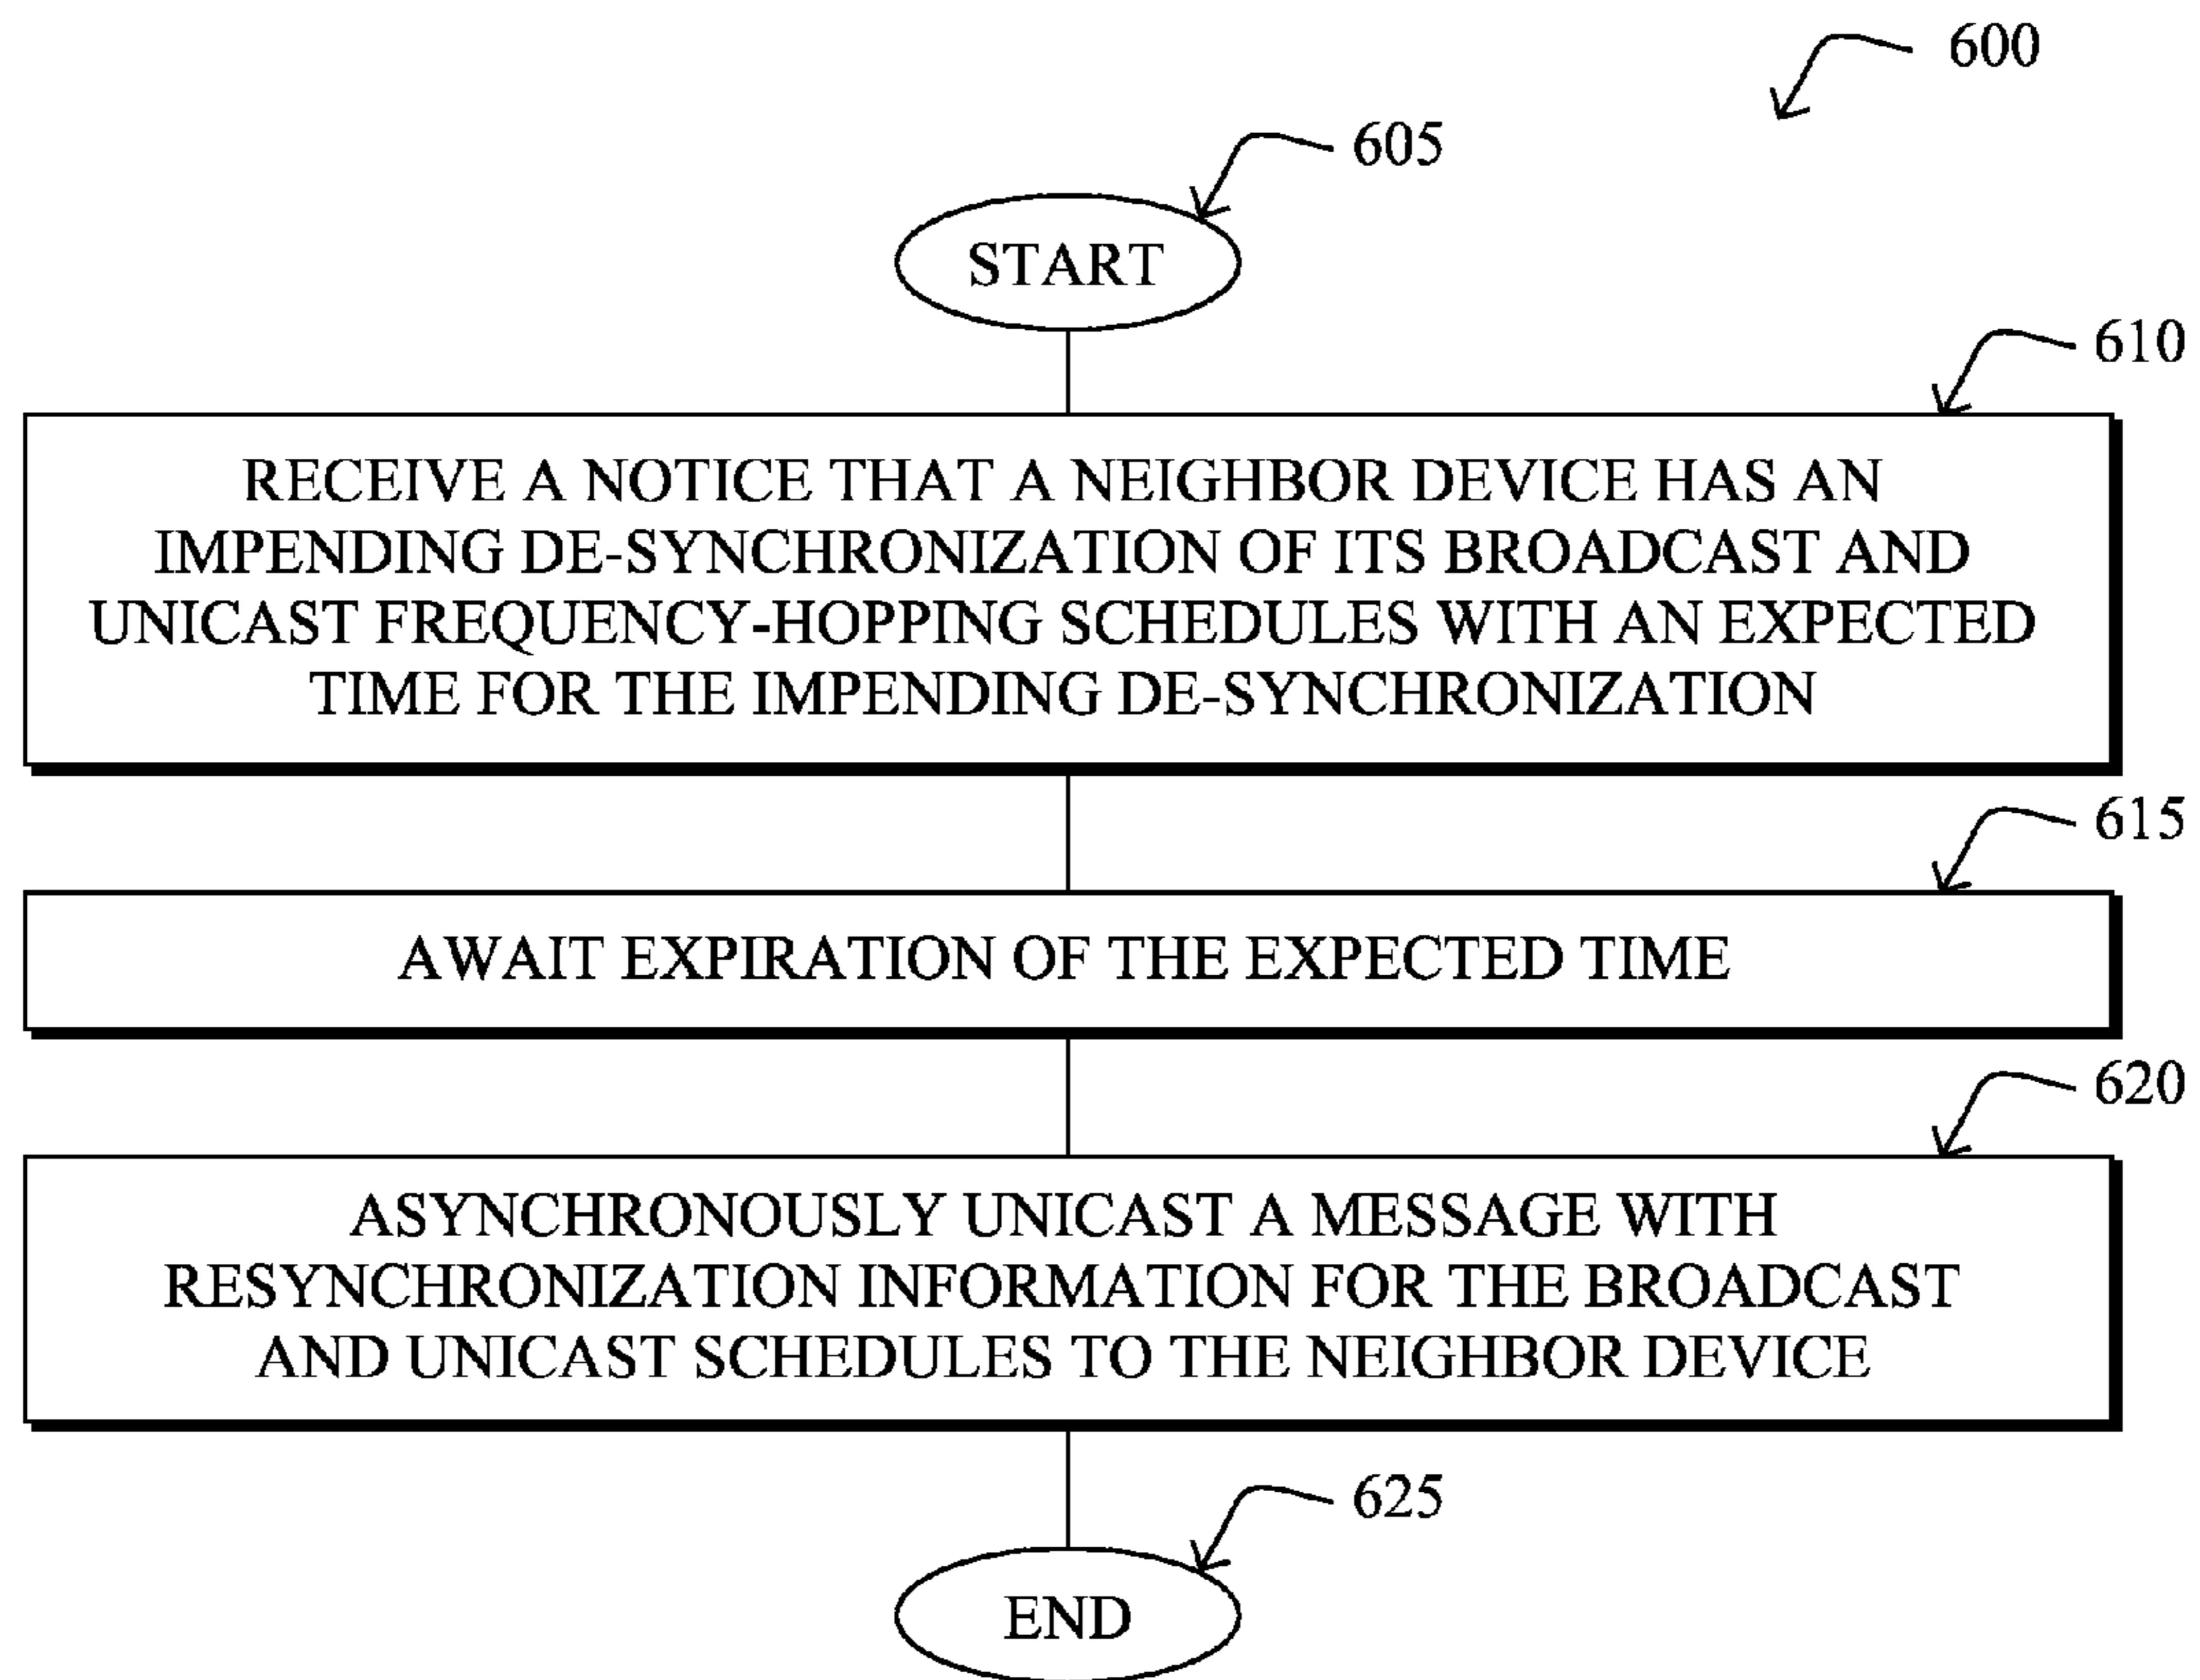 600
605
START
610
RECEIVE A NOTICE THAT A NEIGHBOR DEVICE HAS AN
IMPENDING DE-SYNCHRONIZATION OF ITS BROADCAST AND
UNICAST FREQUENCY-HOPPING SCHEDULES WITH AN EXPECTED
TIME FOR THE IMPENDING DE-SYNCHRONIZATION
615
AWAIT EXPIRATION OF THE EXPECTED TIME
620
ASYNCHRONOUSLY UNICAST A MESSAGE WITH
RESYNCHRONIZATION INFORMATION FOR THE BROADCAST
AND UNICAST SCHEDULES TO THE NEIGHBOR DEVICE
625
END